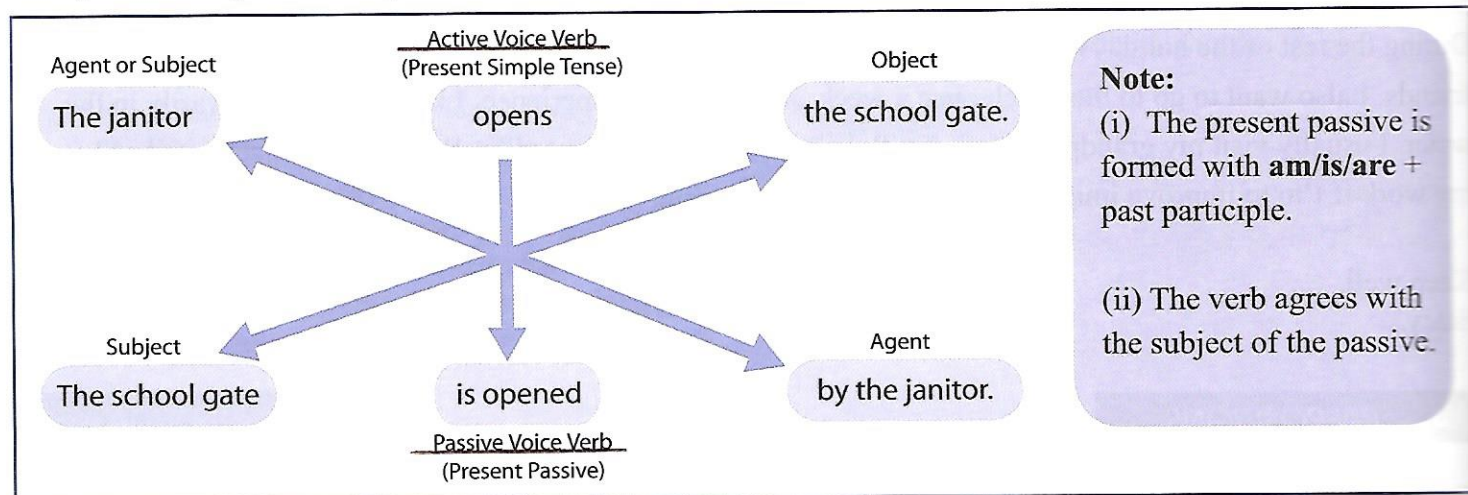 Active Voice Verb
Agent or Subject (Present Simple Tense) Object
The janitor opens the school gate.
Subject Agent
The school gate is opened by the janitor.
Passive Voice Verb
(Present Passive)
Note:
(i) The present passive is
formed with am/is/are +
past participle.
(ii) The verb agrees with
the subject of the passive.